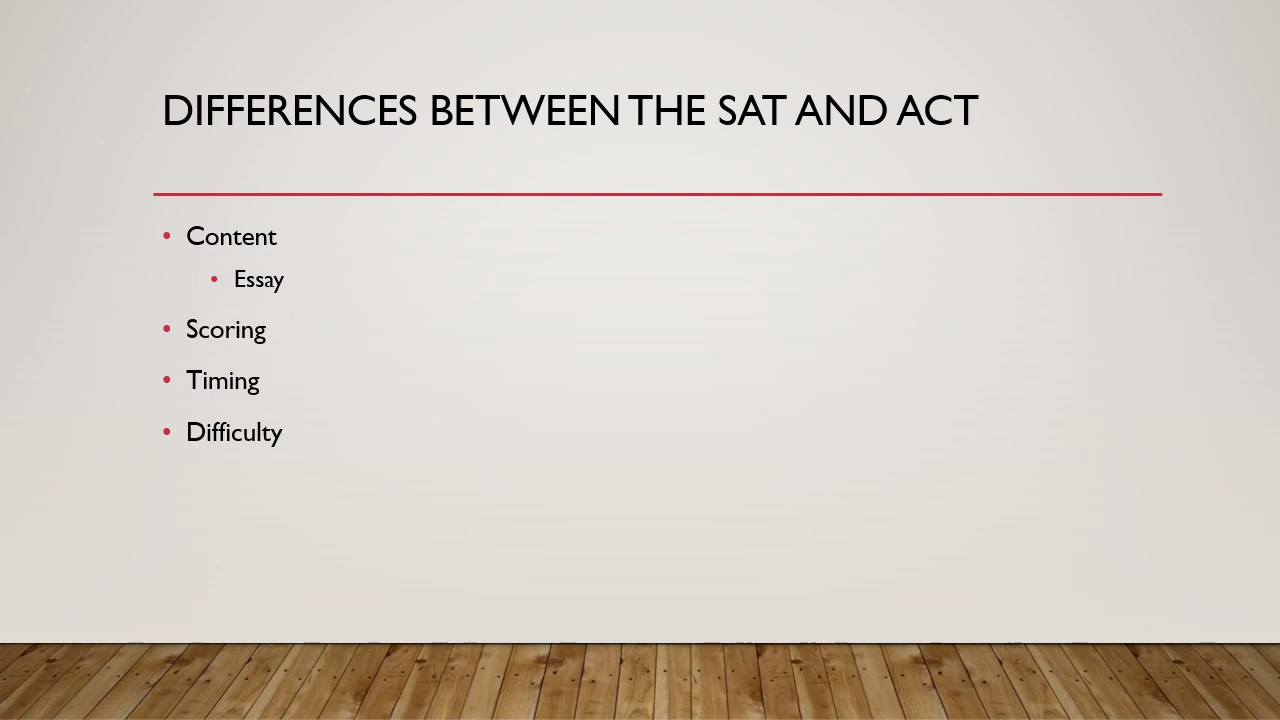 DIFFERENCES BETWEEN THE SAT AND ACT
• Content
• Essay
• Scoring
• Timing
• Difficulty